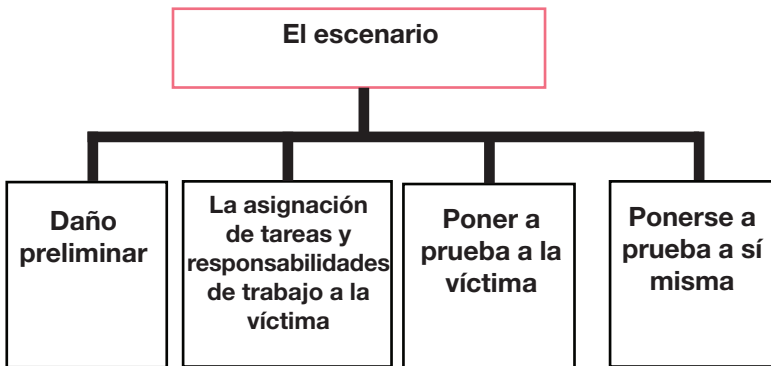 El escenario
Daño
preliminar
La asignación
de tareas y
responsabilidades
de trabajo a la
víctima
Poner a
prueba a la
víctima
Ponerse a
prueba a sí
misma